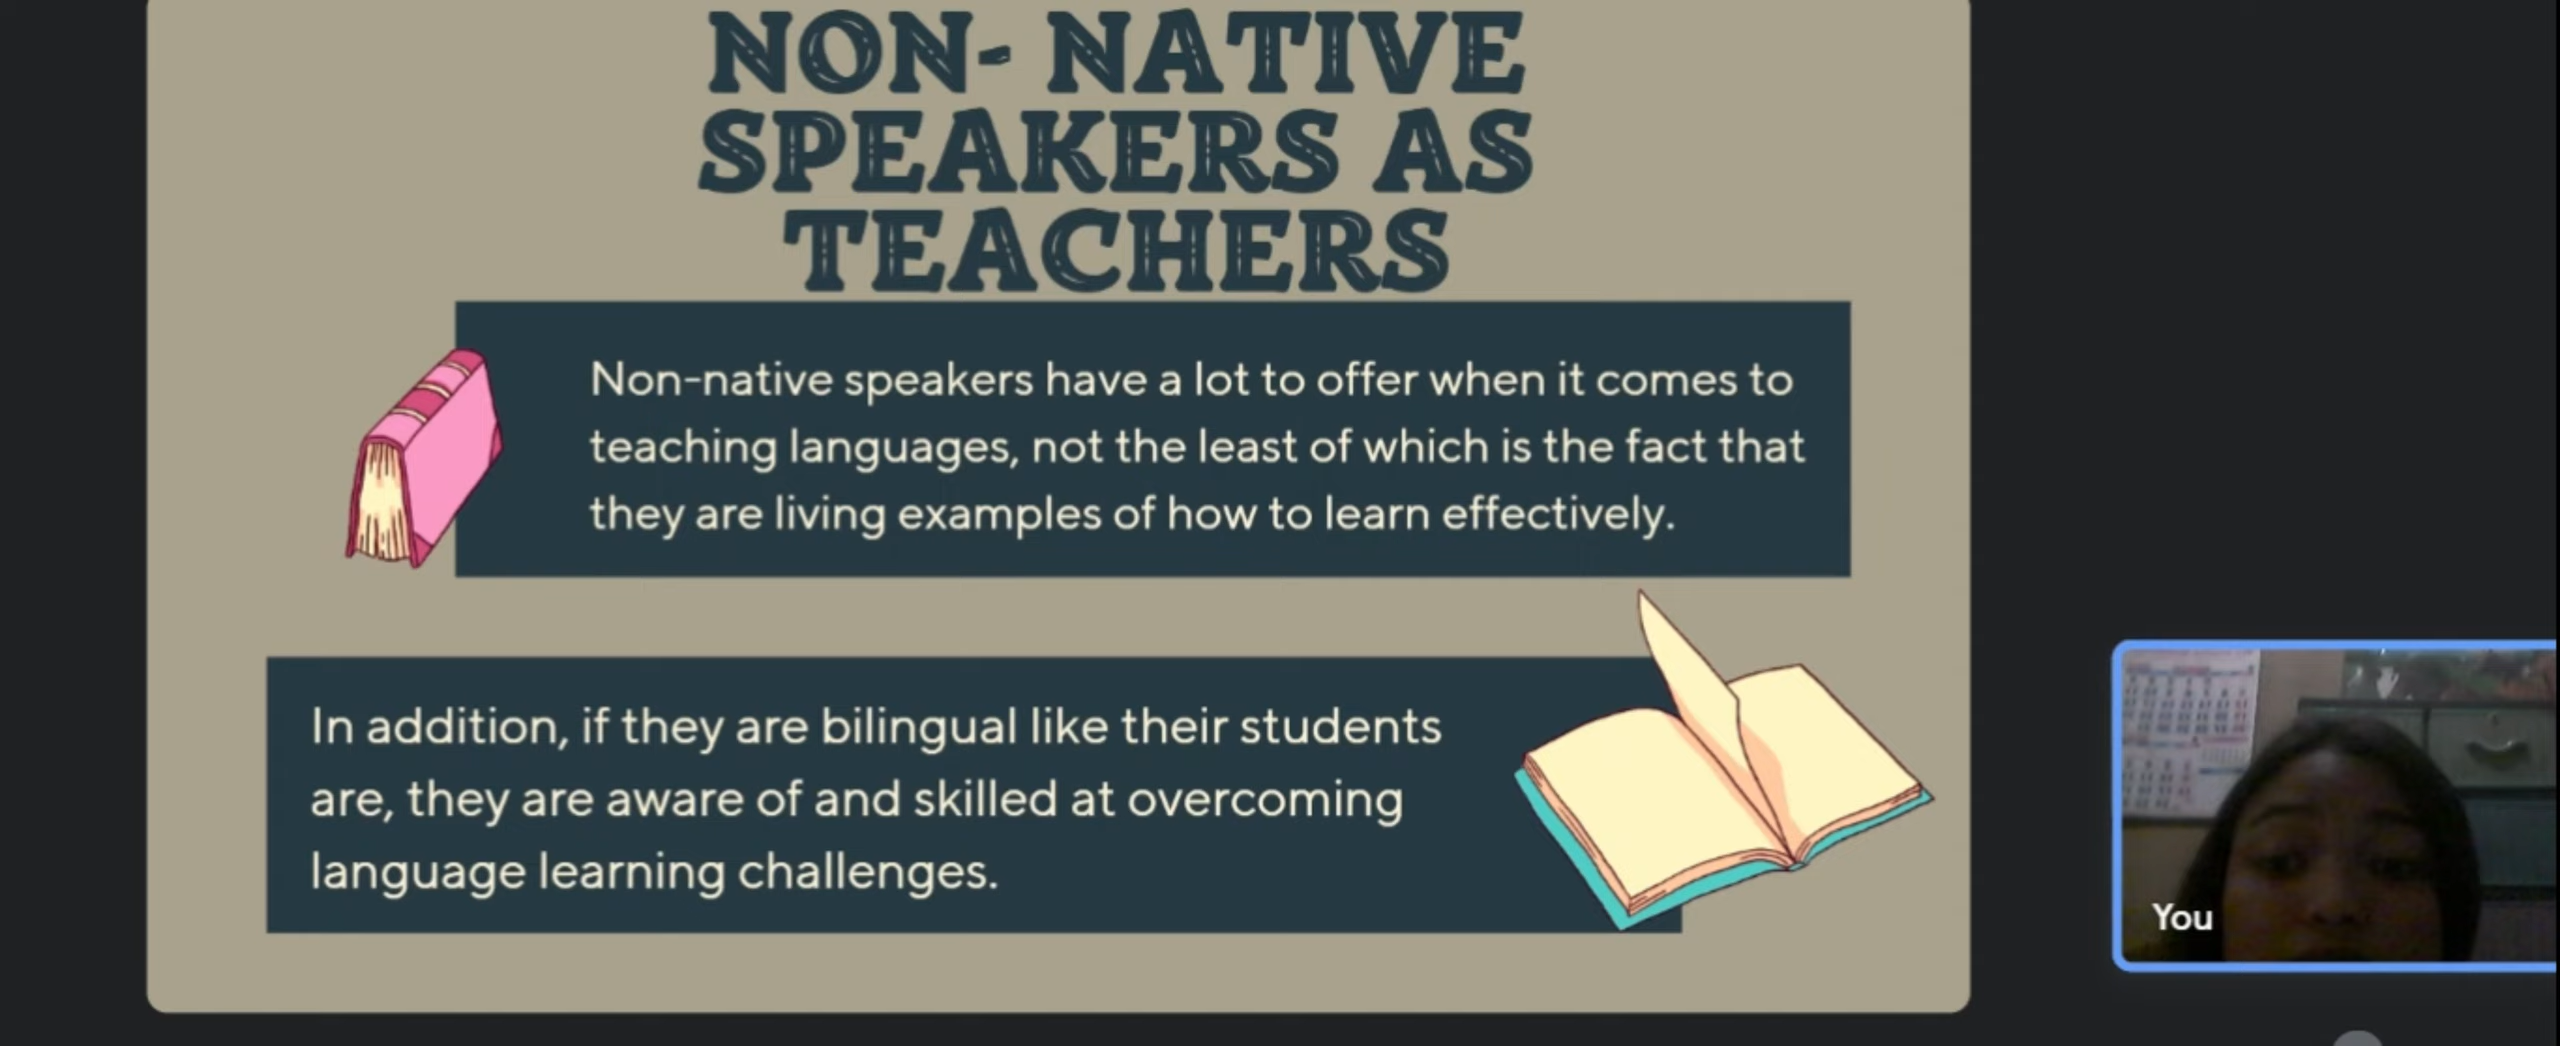 NON- NATIVE
SPEAKERS AS
TEACHERS
Non-native speakers have a lot to offer when it comes to
teaching languages, not the least of which is the fact that
they are living examples of how to learn effectively.
In addition, if they are bilingual like their students
are, they are aware of and skilled at overcoming
language learning challenges.
You